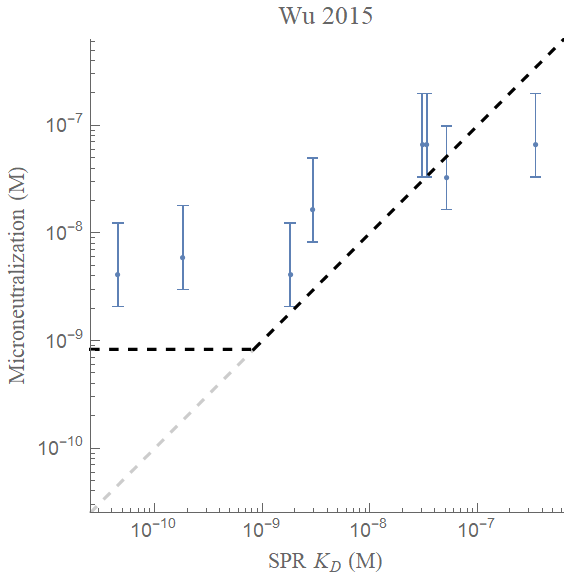 Wu 2015
Microneutralization (M)
10⁻⁷
10⁻⁸
10⁻⁹
10⁻¹⁰
10⁻¹⁰ 10⁻⁹ 10⁻⁸ 10⁻⁷
SPR K_D (M)